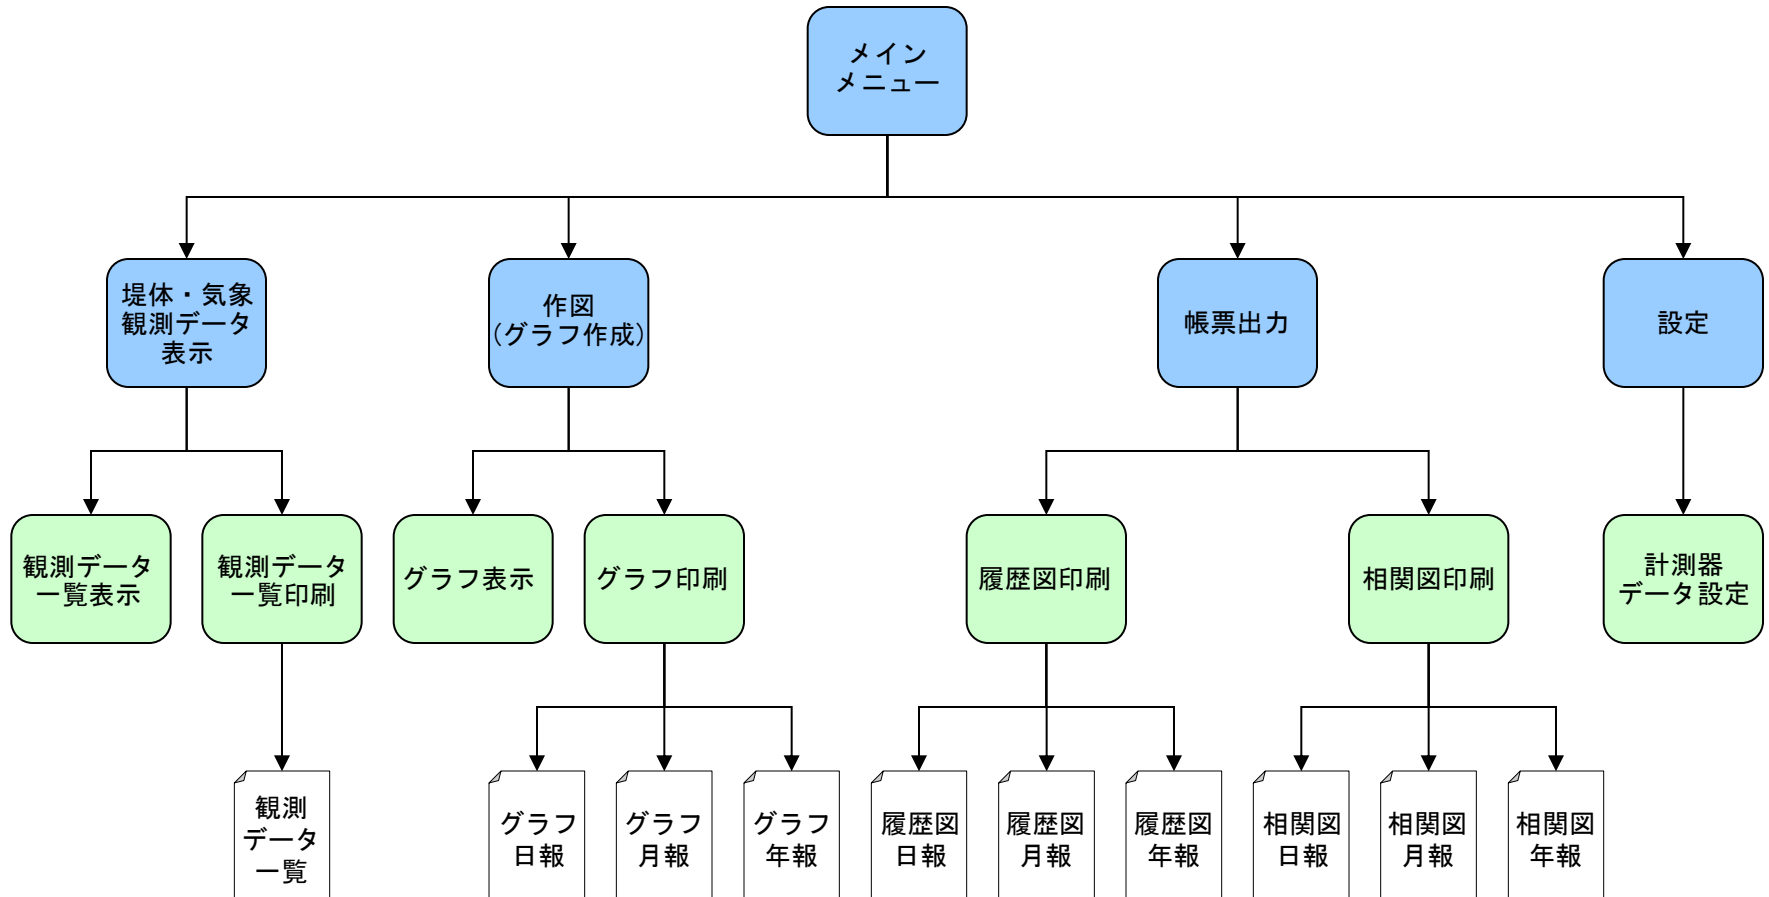 メイン
メニュー
堤体・気象
観測データ
表示
作図
(グラフ作成)
帳票出力
設定
観測データ
一覧表示
観測データ
一覧印刷
グラフ表示
グラフ印刷
履歴図印刷
相関図印刷
計測器
データ設定
観測
データ
一覧
グラフ
日報
グラフ
月報
グラフ
年報
履歴図
日報
履歴図
月報
履歴図
年報
相関図
日報
相関図
月報
相関図
年報